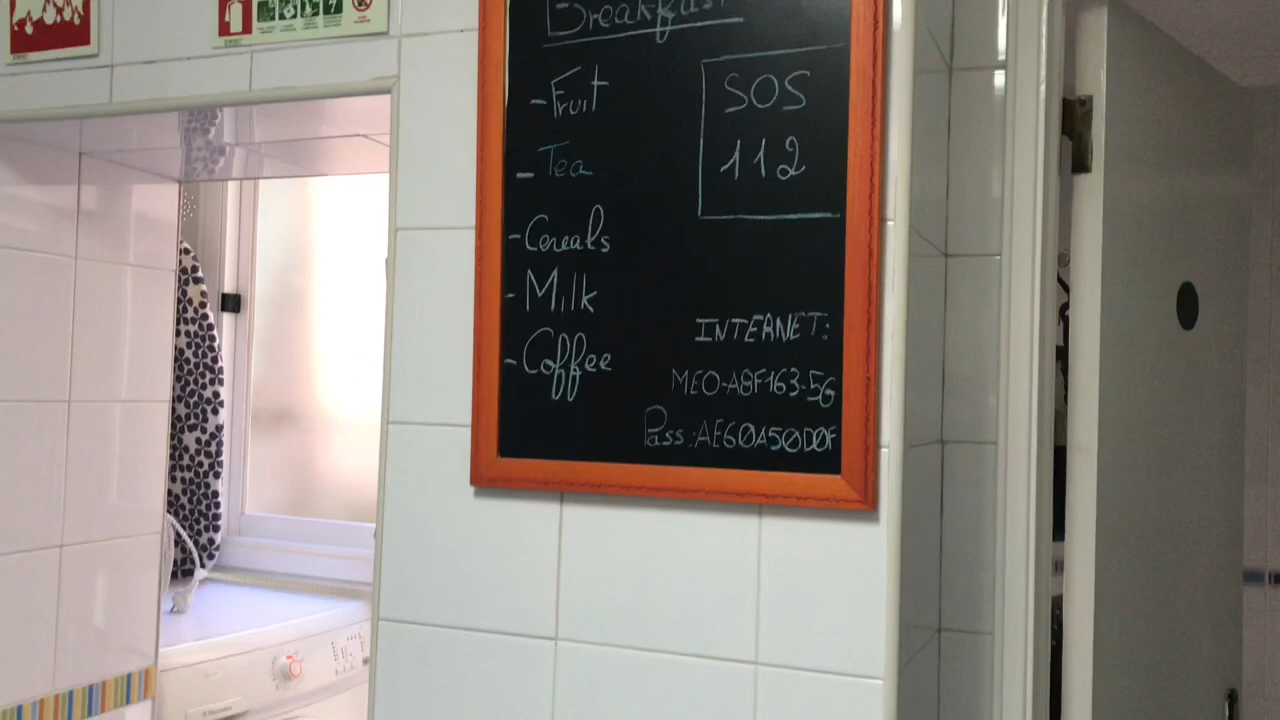 Breakfast
- Fruit
- Tea
- Cereals
- Milk
- Coffee
SOS
112
INTERNET:
MEO-A8F163-5G
Pass: AE60A50D0F